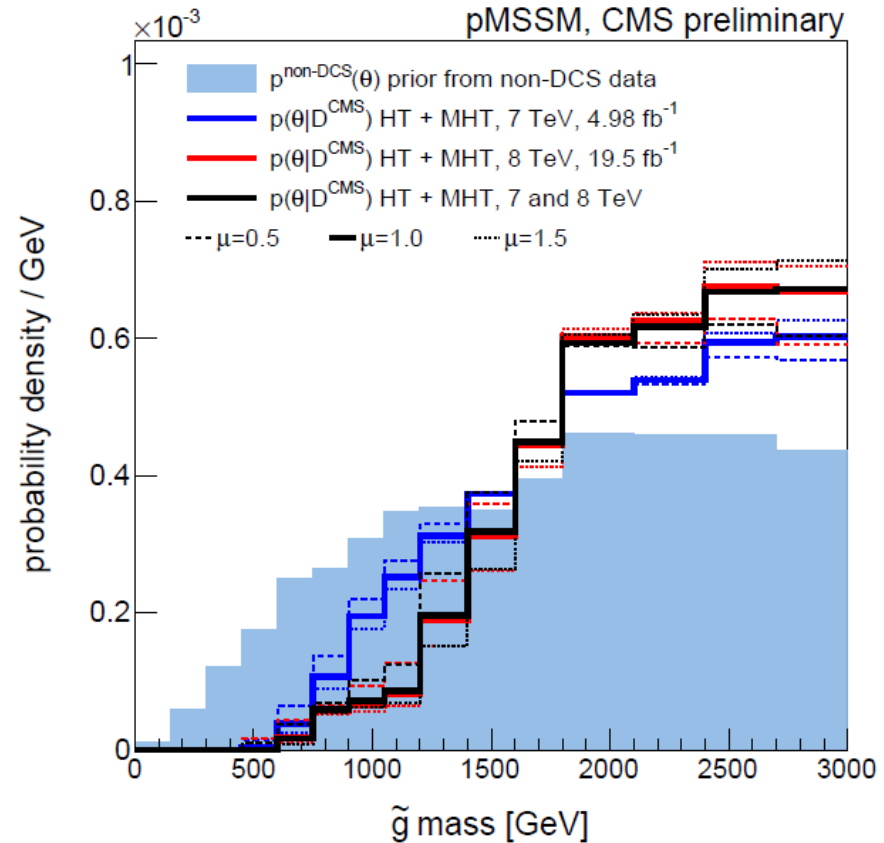 pMSSM, CMS preliminary
×10⁻³
p^non-DCS(θ) prior from non-DCS data
p(θ|D^CMS) HT + MHT, 7 TeV, 4.98 fb⁻¹
p(θ|D^CMS) HT + MHT, 8 TeV, 19.5 fb⁻¹
p(θ|D^CMS) HT + MHT, 7 and 8 TeV
μ=0.5 μ=1.0 μ=1.5
probability density / GeV
1
0.8
0.6
0.4
0.2
0
0 500 1000 1500 2000 2500 3000
g̃ mass [GeV]